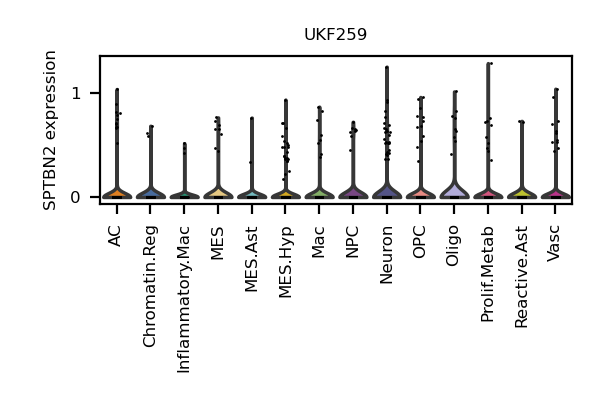 UKF259
SPTBN2 expression
1
0
AC
Chromatin.Reg
Inflammatory.Mac
MES
MES.Ast
MES.Hyp
Mac
NPC
Neuron
OPC
Oligo
Prolif.Metab
Reactive.Ast
Vasc